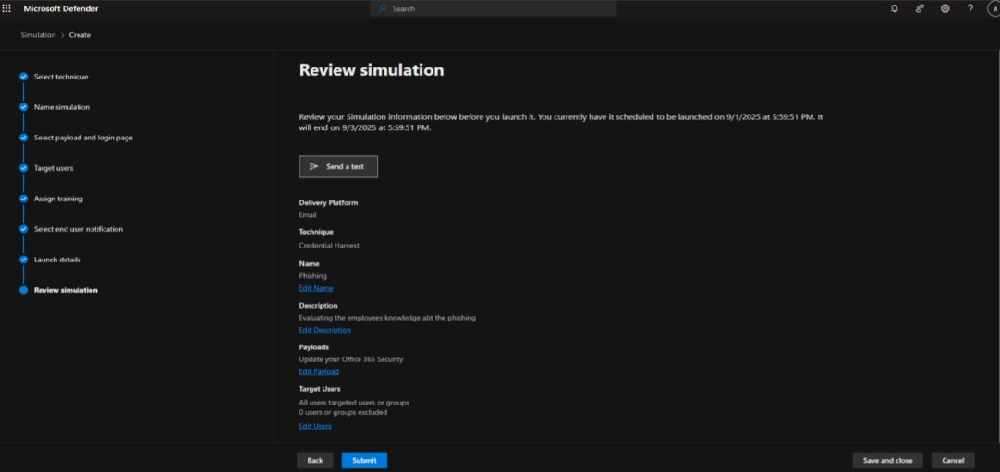 Microsoft Defender
Search
?
A
Simulation > Create
Select technique
Name simulation
Select payload and login page
Target users
Assign training
Select end user notification
Launch details
Review simulation
Review simulation
Review your Simulation information below before you launch it. You currently have it scheduled to be launched on 9/1/2025 at 5:59:51 PM. It
will end on 9/3/2025 at 5:59:51 PM.
Send a test
Delivery Platform
Email
Technique
Credential Harvest
Name
Phishing
Edit Name
Description
Evaluating the employees knowledge abt the phishing
Edit Description
Payloads
Update your Office 365 Security
Edit Payload
Target Users
All users targeted users or groups
0 users or groups excluded
Edit Users
Back
Submit
Save and close
Cancel